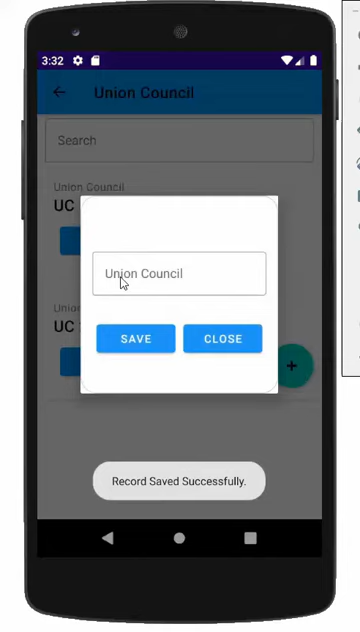 3:32
Union Council
Search
Union Council
UC
Union Council
SAVE
CLOSE
UC
Record Saved Successfully.